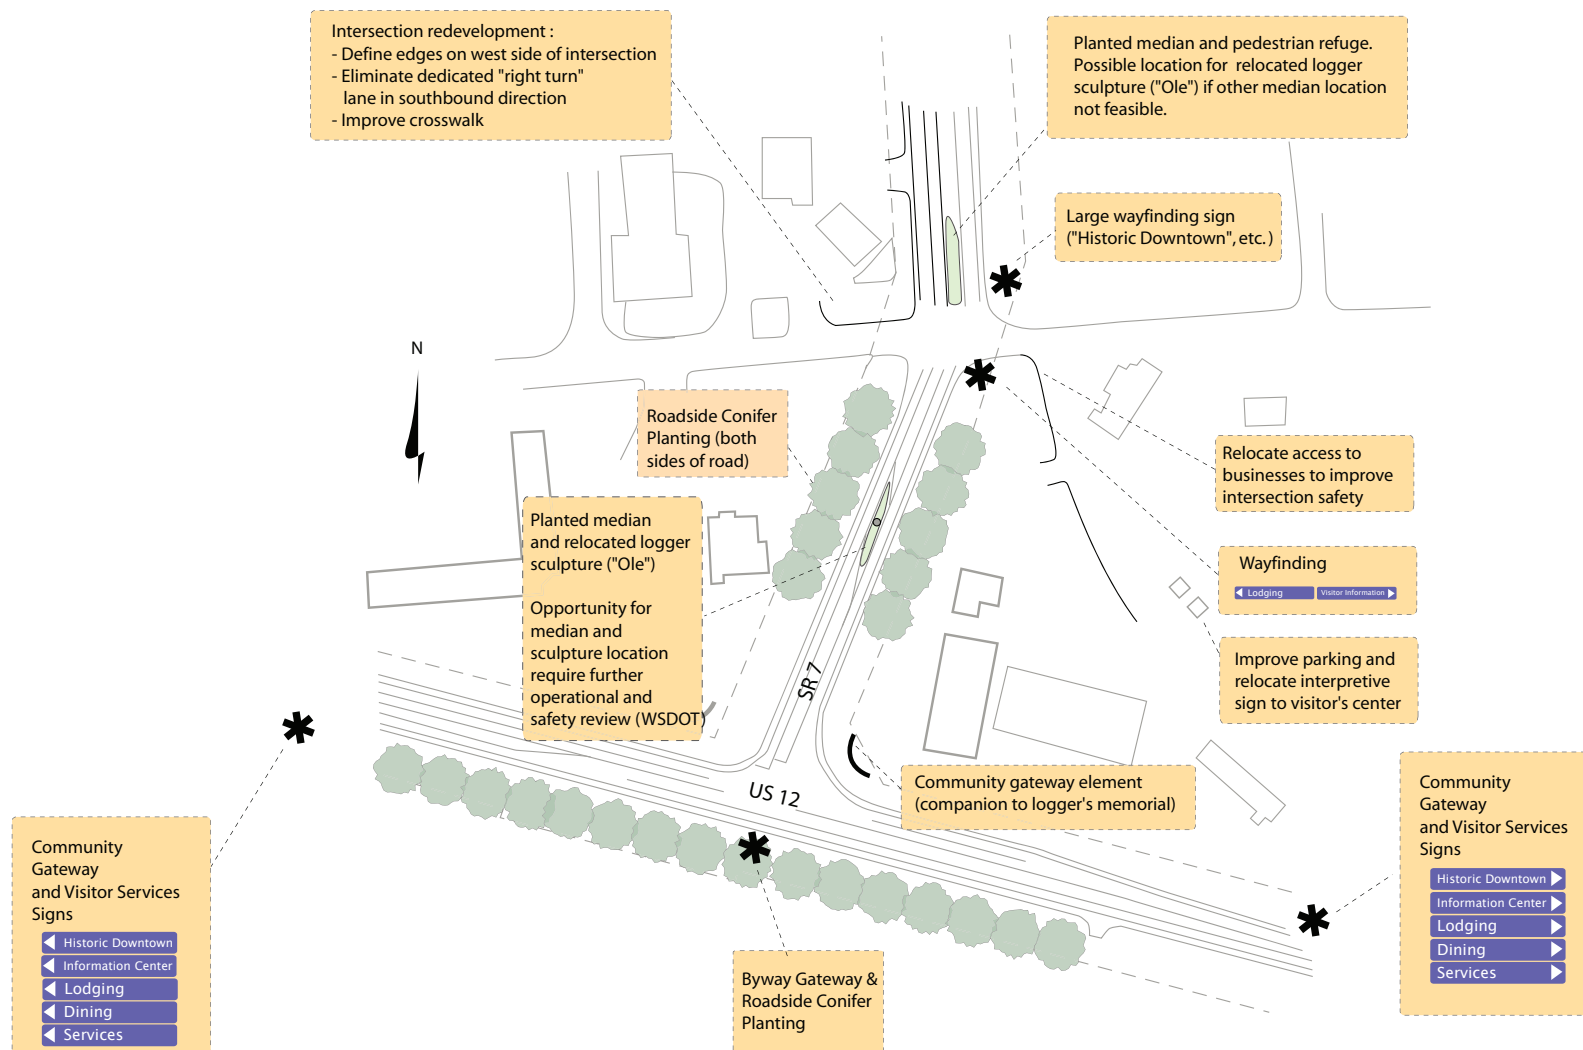 Intersection redevelopment :
- Define edges on west side of intersection
- Eliminate dedicated "right turn"
lane in southbound direction
- Improve crosswalk
Planted median and pedestrian refuge.
Possible location for relocated logger
sculpture ("Ole") if other median location
not feasible.
Large wayfinding sign
("Historic Downtown", etc. )
N
Roadside Conifer
Planting (both
sides of road)
Relocate access to
businesses to improve
intersection safety
Planted median
and relocated logger
sculpture ("Ole")
Opportunity for
median and
sculpture location
require further
operational and
safety review (WSDOT)
Wayfinding
Lodging
Visitor Information
Improve parking and
relocate interpretive
sign to visitor's center
SR 7
US 12
Community gateway element
(companion to logger's memorial)
Community
Gateway
and Visitor Services
Signs
Historic Downtown
Information Center
Lodging
Dining
Services
Community
Gateway
and Visitor Services
Signs
Historic Downtown
Information Center
Lodging
Dining
Services
Byway Gateway &
Roadside Conifer
Planting